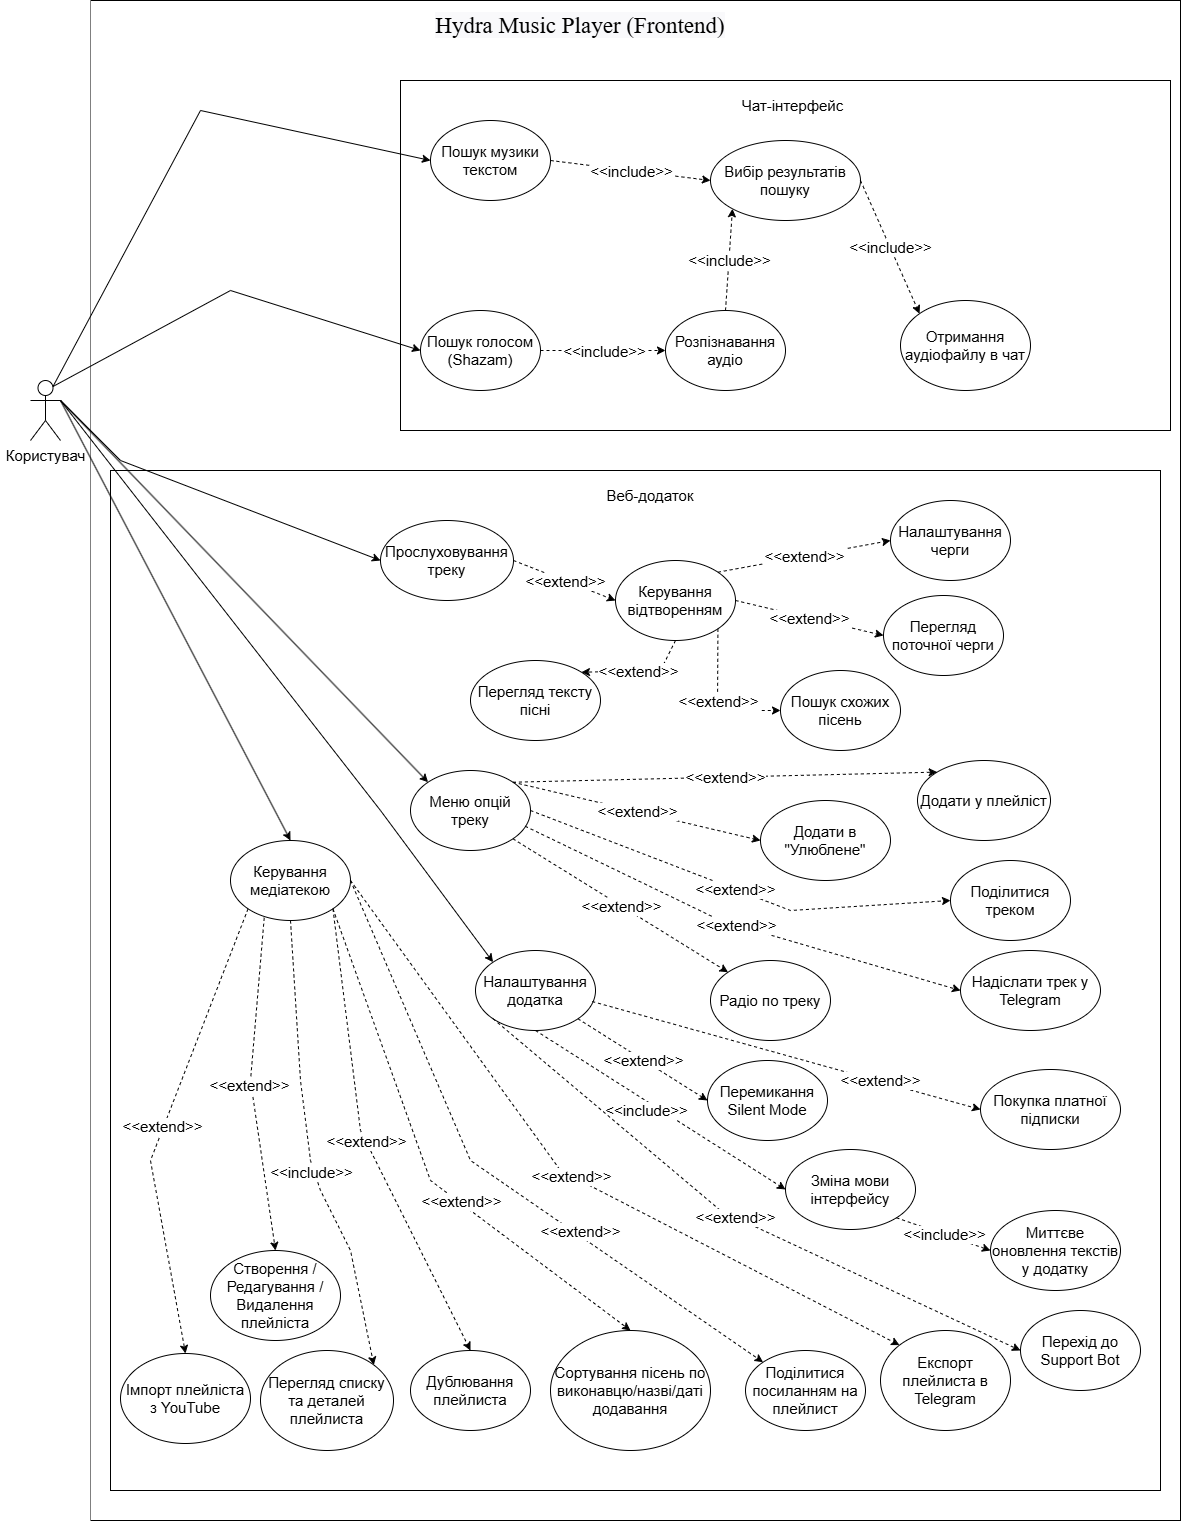 Hydra Music Player (Frontend)
Чат-інтерфейс
Пошук музики
текстом
<<include>>
Вибір результатів
пошуку
<<include>>
<<include>>
Пошук голосом
(Shazam)
<<include>>
Розпізнавання
аудіо
Отримання
аудіофайлу в чат
Користувач
Веб-додаток
Прослуховування
треку
<<extend>>
Керування
відтворенням
<<extend>>
Налаштування
черги
<<extend>>
Перегляд
поточної черги
<<extend>>
Перегляд тексту
пісні
<<extend>>
Пошук схожих
пісень
Меню опцій
треку
<<extend>>
Додати у плейліст
<<extend>>
Додати в
"Улюблене"
<<extend>>
Поділитися
треком
<<extend>>
<<extend>>
Надіслати трек у
Telegram
Радіо по треку
Керування
медіатекою
Налаштування
додатка
<<extend>>
Перемикання
Silent Mode
<<extend>>
Покупка платної
підписки
<<include>>
Зміна мови
інтерфейсу
<<include>>
Миттєве
оновлення текстів
у додатку
<<extend>>
<<extend>>
<<include>>
<<extend>>
<<extend>>
<<extend>>
<<extend>>
<<extend>>
Створення /
Редагування /
Видалення
плейліста
Імпорт плейліста
з YouTube
Перегляд списку
та деталей
плейлиста
Дублювання
плейлиста
Сортування пісень по
виконавцю/назві/даті
додавання
Поділитися
посиланням на
плейлист
Експорт
плейлиста в
Telegram
Перехід до
Support Bot